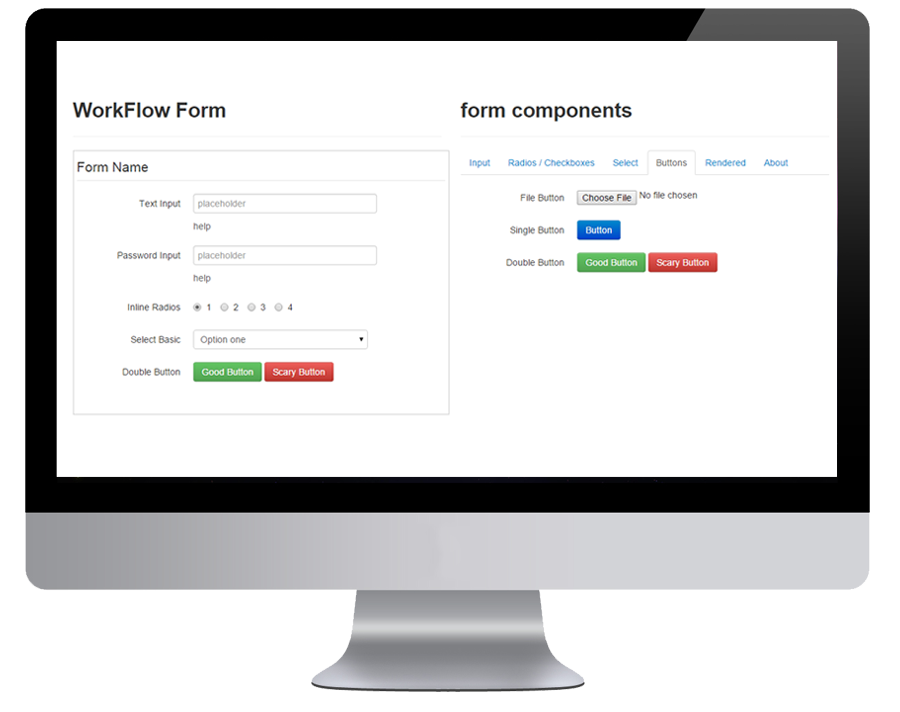 WorkFlow Form
Form Name
Text Input placeholder
help
Password Input placeholder
help
Inline Radios 1 2 3 4
Select Basic Option one
Double Button Good Button Scary Button
form components
Input Radios / Checkboxes Select Buttons Rendered About
File Button Choose File No file chosen
Single Button Button
Double Button Good Button Scary Button